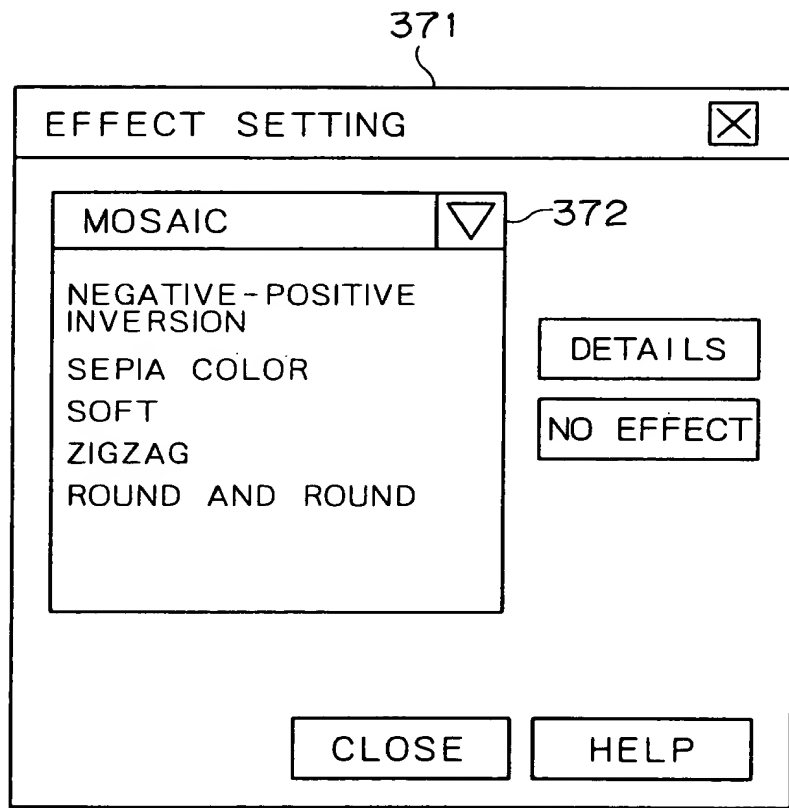 371
EFFECT SETTING
MOSAIC
372
NEGATIVE-POSITIVE
INVERSION
SEPIA COLOR
SOFT
ZIGZAG
ROUND AND ROUND
DETAILS
NO EFFECT
CLOSE
HELP